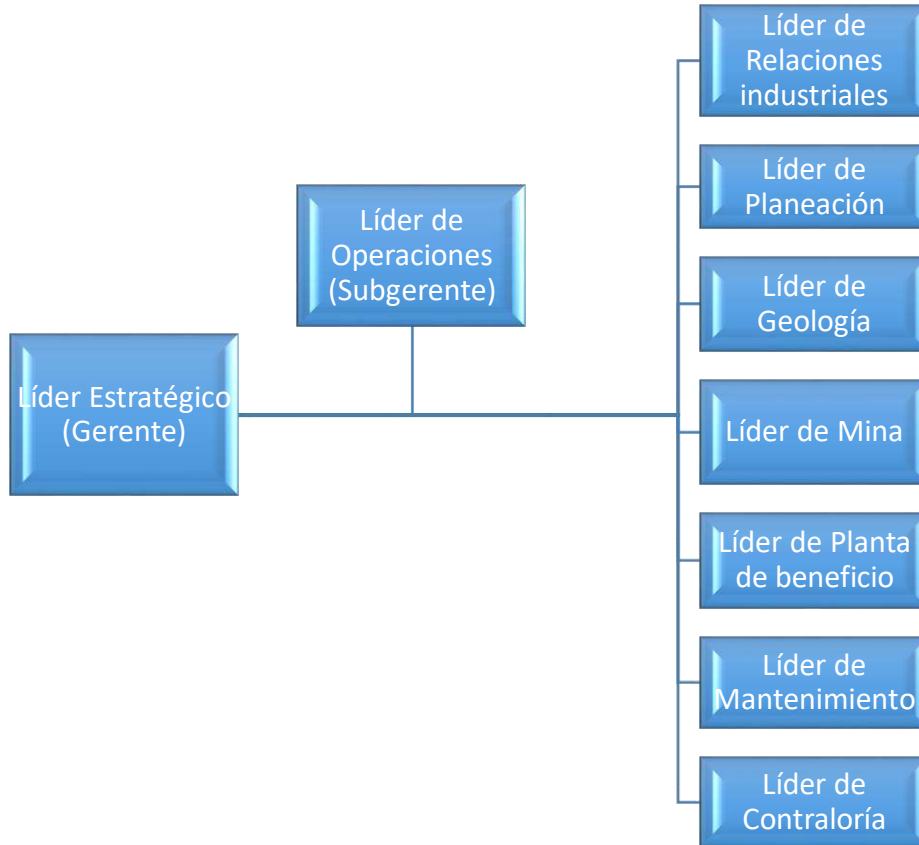 Líder Estratégico
(Gerente)
Líder de
Operaciones
(Subgerente)
Líder de
Relaciones
industriales
Líder de
Planeación
Líder de
Geología
Líder de Mina
Líder de Planta
de beneficio
Líder de
Mantenimiento
Líder de
Contraloría